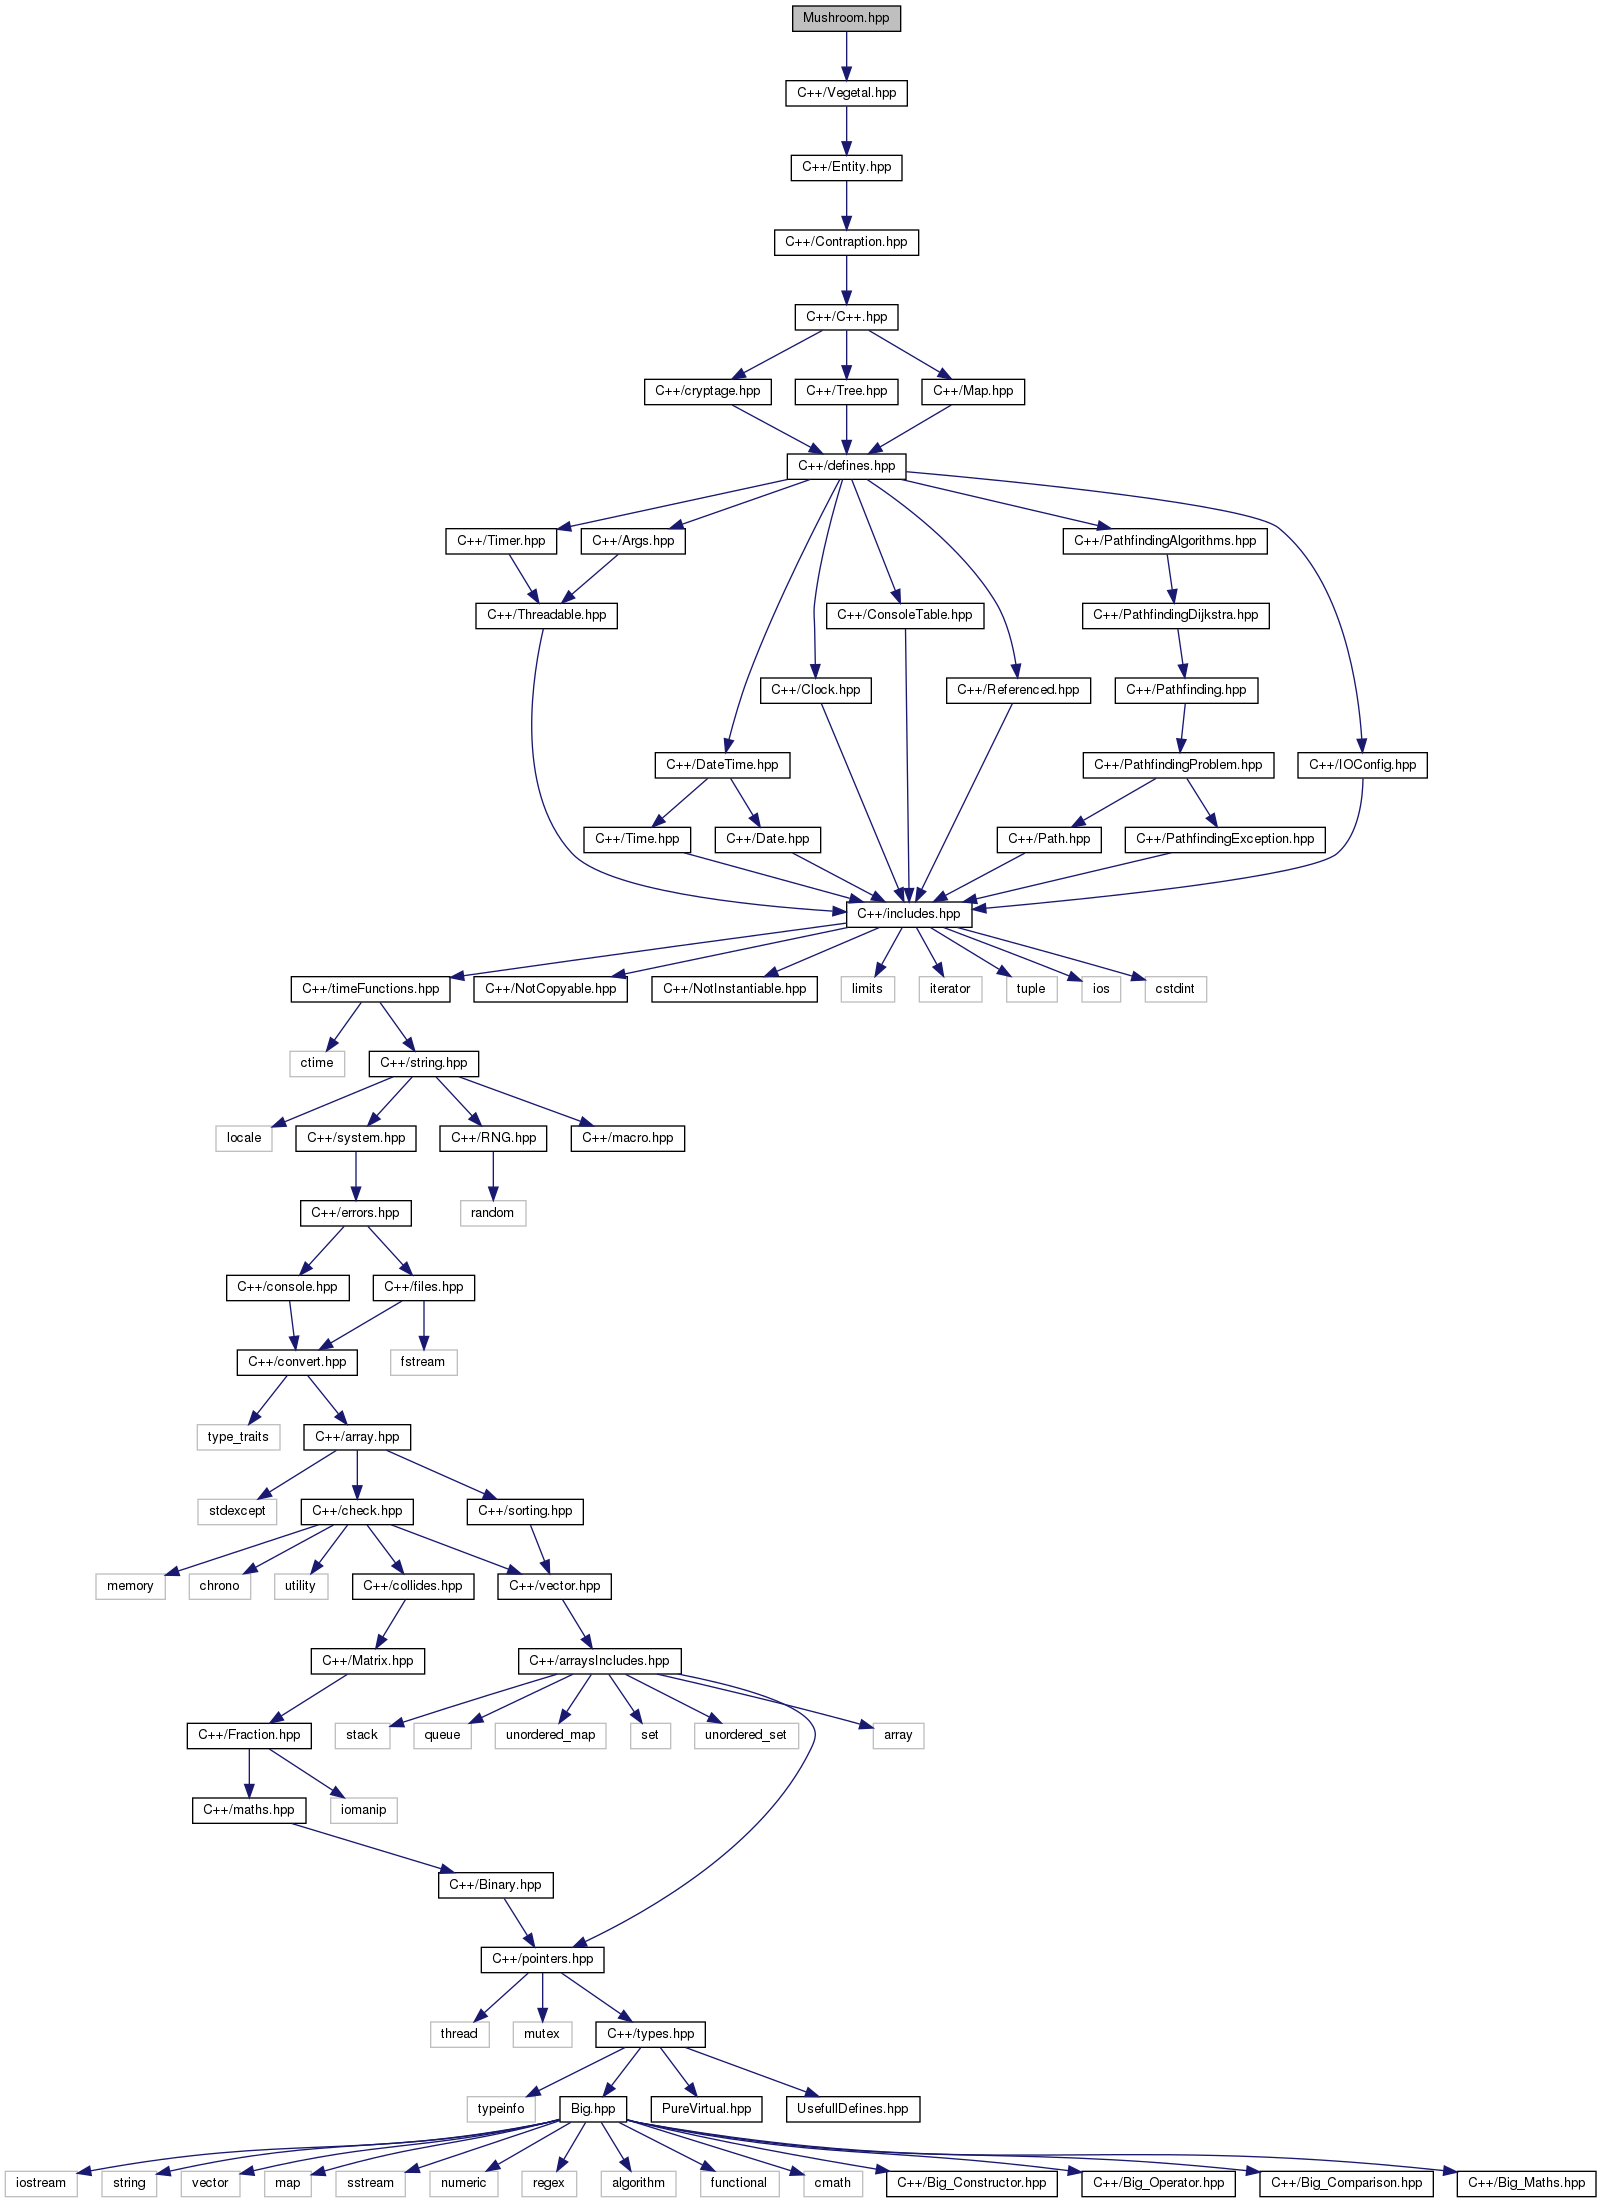 Mushroom.hpp
C++/Vegetal.hpp
C++/Entity.hpp
C++/Contraption.hpp
C++/C++.hpp
C++/cryptage.hpp
C++/Tree.hpp
C++/Map.hpp
C++/defines.hpp
C++/Timer.hpp
C++/Args.hpp
C++/PathfindingAlgorithms.hpp
C++/Threadable.hpp
C++/ConsoleTable.hpp
C++/PathfindingDijkstra.hpp
C++/Clock.hpp
C++/Referenced.hpp
C++/Pathfinding.hpp
C++/DateTime.hpp
C++/PathfindingProblem.hpp
C++/IOConfig.hpp
C++/Time.hpp
C++/Date.hpp
C++/Path.hpp
C++/PathfindingException.hpp
C++/includes.hpp
C++/timeFunctions.hpp
C++/NotCopyable.hpp
C++/NotInstantiable.hpp
limits
iterator
tuple
ios
cstdint
ctime
C++/string.hpp
locale
C++/system.hpp
C++/RNG.hpp
C++/macro.hpp
C++/errors.hpp
random
C++/console.hpp
C++/files.hpp
C++/convert.hpp
fstream
type_traits
C++/array.hpp
stdexcept
C++/check.hpp
C++/sorting.hpp
memory
chrono
utility
C++/collides.hpp
C++/vector.hpp
C++/Matrix.hpp
C++/arraysIncludes.hpp
C++/Fraction.hpp
stack
queue
unordered_map
set
unordered_set
array
C++/maths.hpp
iomanip
C++/Binary.hpp
C++/pointers.hpp
thread
mutex
C++/types.hpp
typeinfo
Big.hpp
PureVirtual.hpp
UsefullDefines.hpp
iostream
string
vector
map
sstream
numeric
regex
algorithm
functional
cmath
C++/Big_Constructor.hpp
C++/Big_Operator.hpp
C++/Big_Comparison.hpp
C++/Big_Maths.hpp